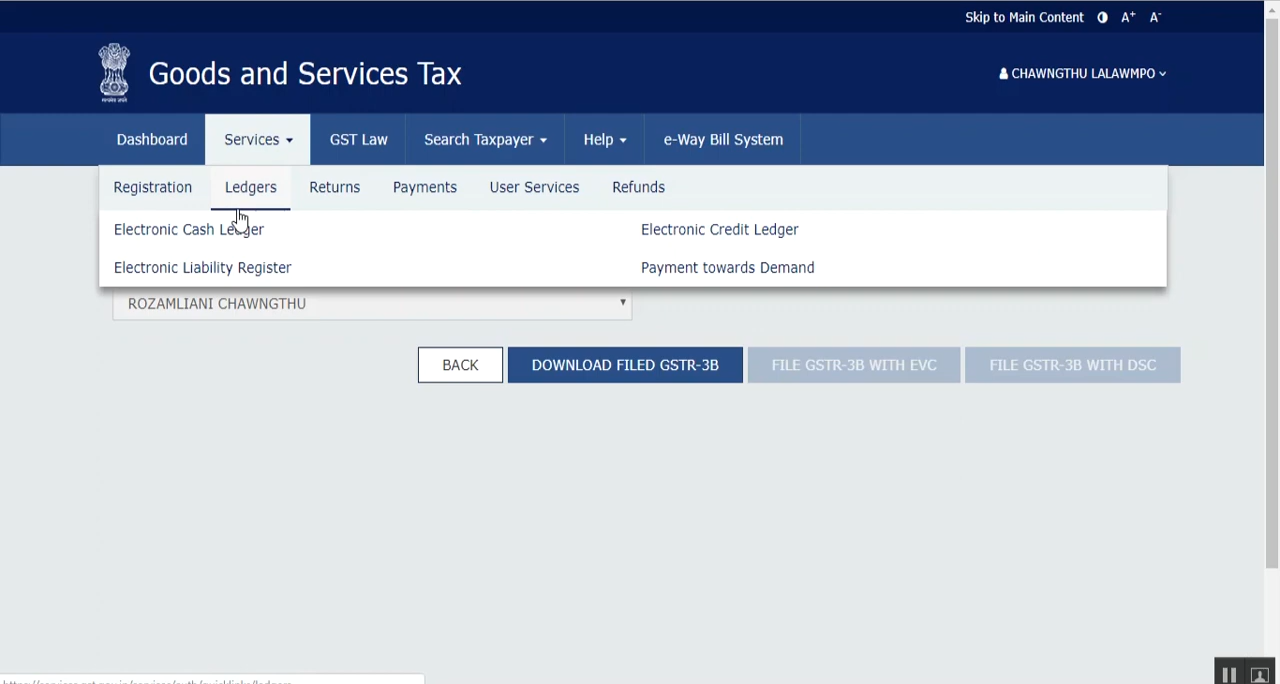 Skip to Main Content A+ A-
Goods and Services Tax
CHAWNGTHU LALAWMPO
Dashboard Services GST Law Search Taxpayer Help e-Way Bill System
Registration Ledgers Returns Payments User Services Refunds
Electronic Cash Ledger Electronic Credit Ledger
Electronic Liability Register Payment towards Demand
ROZAMLIANI CHAWNGTHU
BACK DOWNLOAD FILED GSTR-3B FILE GSTR-3B WITH EVC FILE GSTR-3B WITH DSC